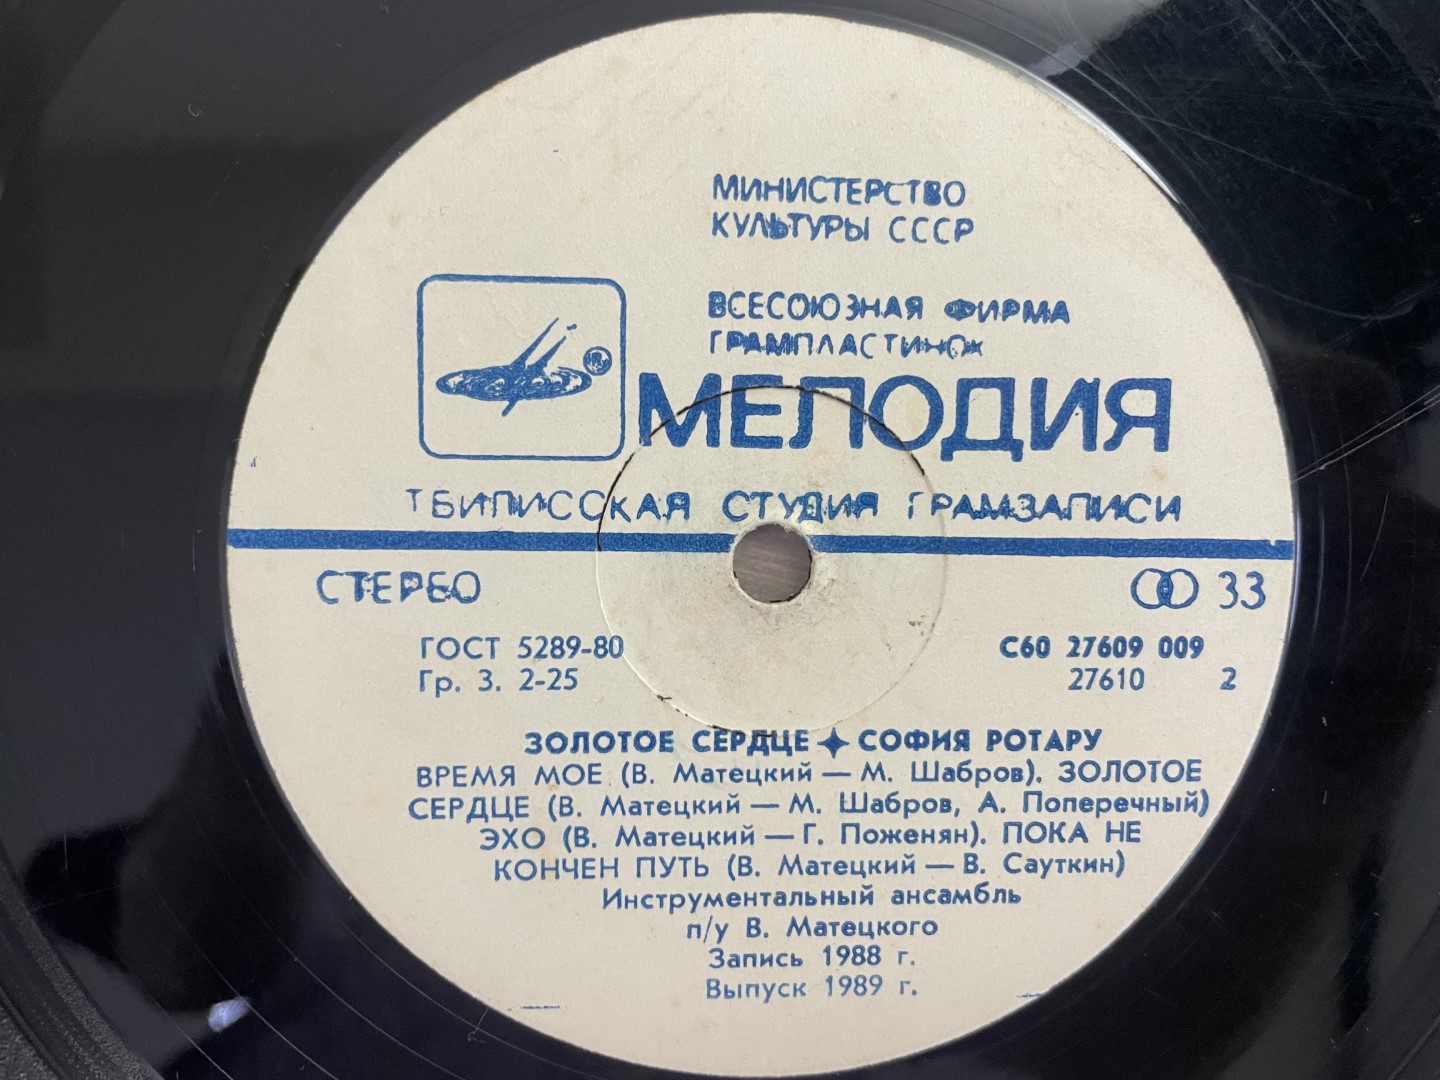 МИНИСТЕРСТВО
КУЛЬТУРЫ СССР
ВСЕСОЮЗНАЯ ФИРМА
ГРАМПЛАСТИНОК
®
МЕЛОДИЯ
ТБИЛИССКАЯ СТУДИЯ ГРАМЗАПИСИ
СТЕРЕО
33
ГОСТ 5289-80
Гр. 3. 2-25
С60 27609 009
27610 2
ЗОЛОТОЕ СЕРДЦЕ ✦ СОФИЯ РОТАРУ
ВРЕМЯ МОЕ (В. Матецкий — М. Шабров). ЗОЛОТОЕ
СЕРДЦЕ (В. Матецкий — М. Шабров, А. Поперечный)
ЭХО (В. Матецкий — Г. Поженян). ПОКА НЕ
КОНЧЕН ПУТЬ (В. Матецкий — В. Сауткин)
Инструментальный ансамбль
п/у В. Матецкого
Запись 1988 г.
Выпуск 1989 г.